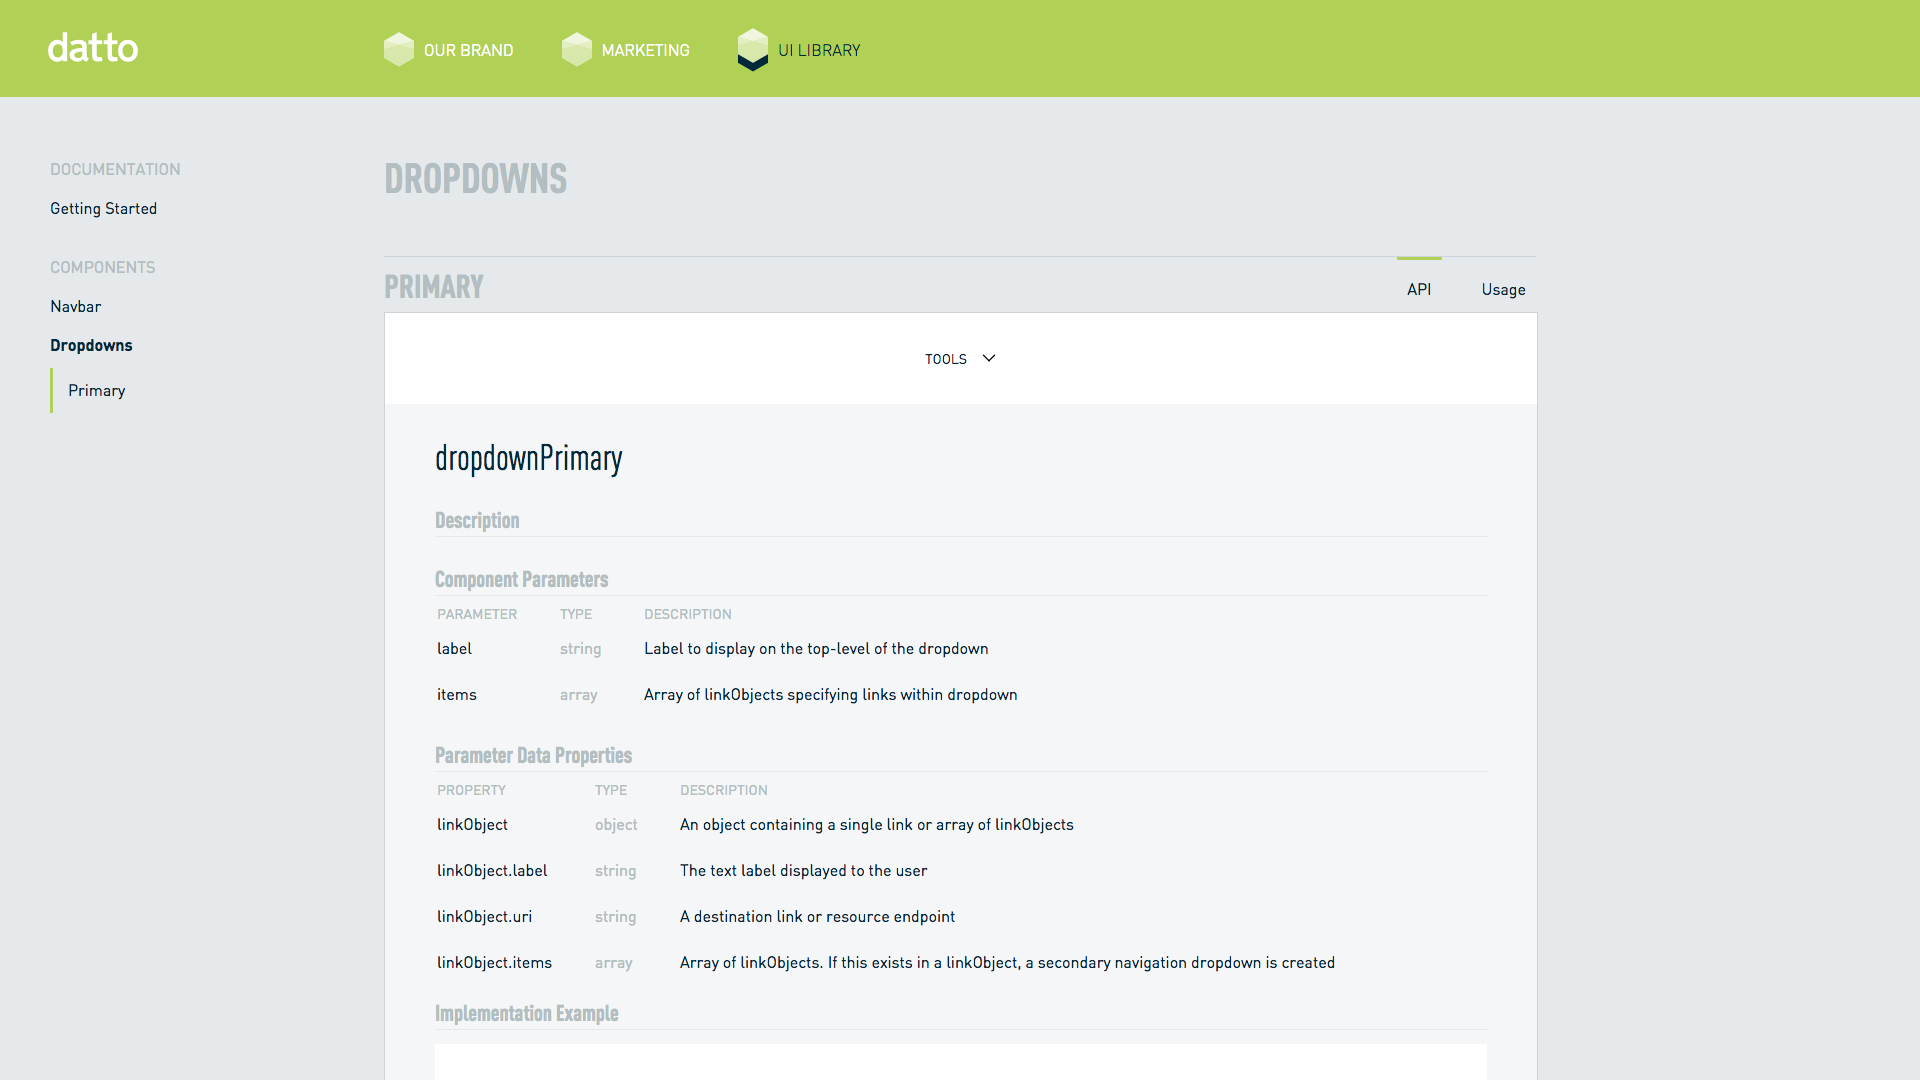 datto
OUR BRAND
MARKETING
UI LIBRARY
DOCUMENTATION
Getting Started
COMPONENTS
Navbar
Dropdowns
Primary
DROPDOWNS
PRIMARY
API
Usage
TOOLS
dropdownPrimary
Description
Component Parameters
PARAMETER TYPE DESCRIPTION
label string Label to display on the top-level of the dropdown
items array Array of linkObjects specifying links within dropdown
Parameter Data Properties
PROPERTY TYPE DESCRIPTION
linkObject object An object containing a single link or array of linkObjects
linkObject.label string The text label displayed to the user
linkObject.uri string A destination link or resource endpoint
linkObject.items array Array of linkObjects. If this exists in a linkObject, a secondary navigation dropdown is created
Implementation Example